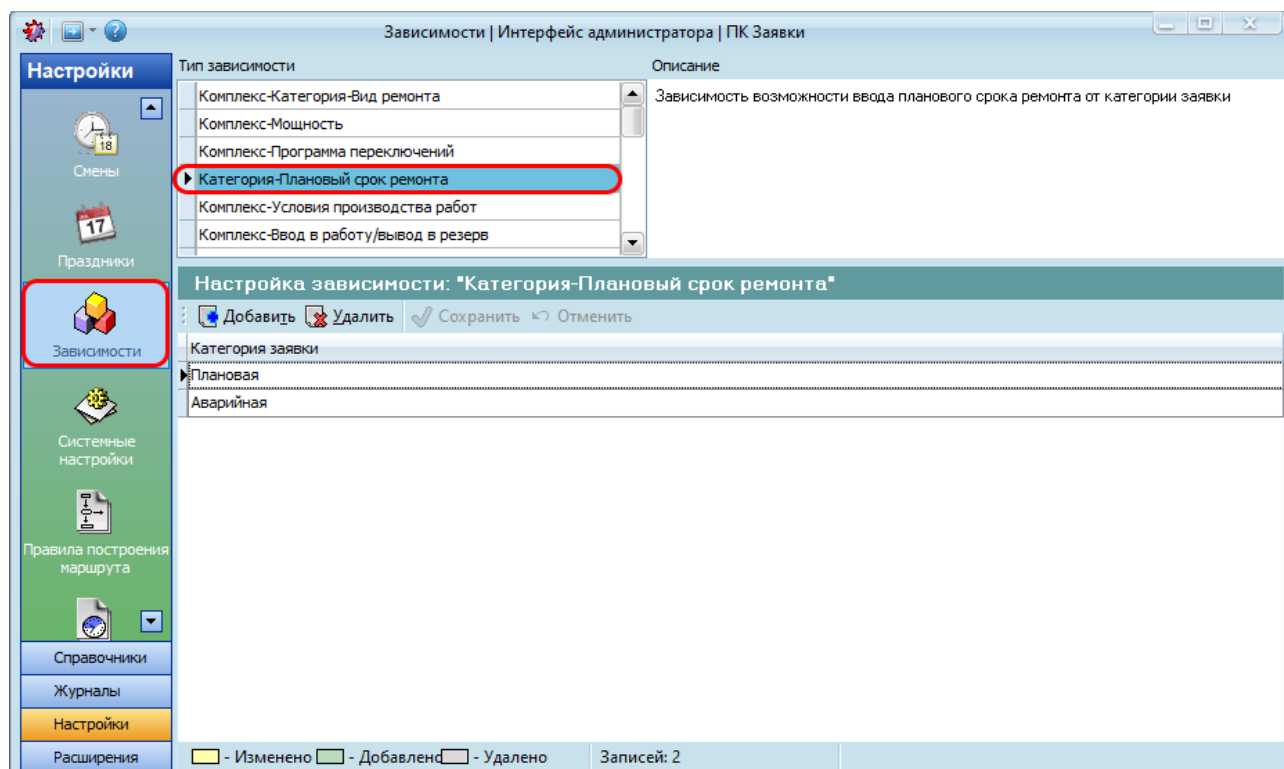 Зависимости | Интерфейс администратора | ПК Заявки
Настройки
18
Смены
17
Праздники
Зависимости
Системные
настройки
Правила построения
маршрута
Справочники
Журналы
Настройки
Расширения
Тип зависимости
Комплекс-Категория-Вид ремонта
Комплекс-Мощность
Комплекс-Программа переключений
Категория-Плановый срок ремонта
Комплекс-Условия производства работ
Комплекс-Ввод в работу/вывод в резерв
Описание
Зависимость возможности ввода планового срока ремонта от категории заявки
Настройка зависимости: "Категория-Плановый срок ремонта"
Добавить Удалить Сохранить Отменить
Категория заявки
Плановая
Аварийная
- Изменено - Добавлено - Удалено Записей: 2